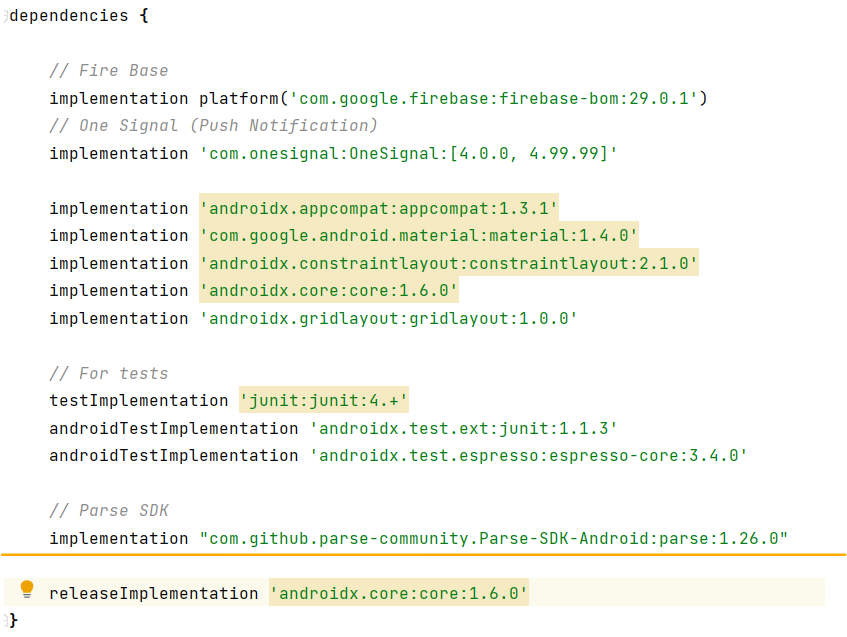 dependencies {
// Fire Base
implementation platform('com.google.firebase:firebase-bom:29.0.1')
// One Signal (Push Notification)
implementation 'com.onesignal:OneSignal:[4.0.0, 4.99.99]'
implementation 'androidx.appcompat:appcompat:1.3.1'
implementation 'com.google.android.material:material:1.4.0'
implementation 'androidx.constraintlayout:constraintlayout:2.1.0'
implementation 'androidx.core:core:1.6.0'
implementation 'androidx.gridlayout:gridlayout:1.0.0'
// For tests
testImplementation 'junit:junit:4.+'
androidTestImplementation 'androidx.test.ext:junit:1.1.3'
androidTestImplementation 'androidx.test.espresso:espresso-core:3.4.0'
// Parse SDK
implementation "com.github.parse-community.Parse-SDK-Android:parse:1.26.0"
releaseImplementation 'androidx.core:core:1.6.0'
}